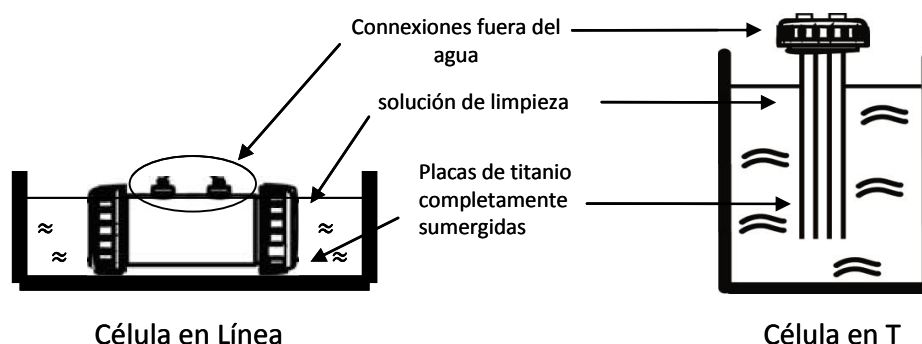 Connexiones fuera del
agua
solución de limpieza
Placas de titanio
completamente
sumergidas
Célula en Línea
Célula en T